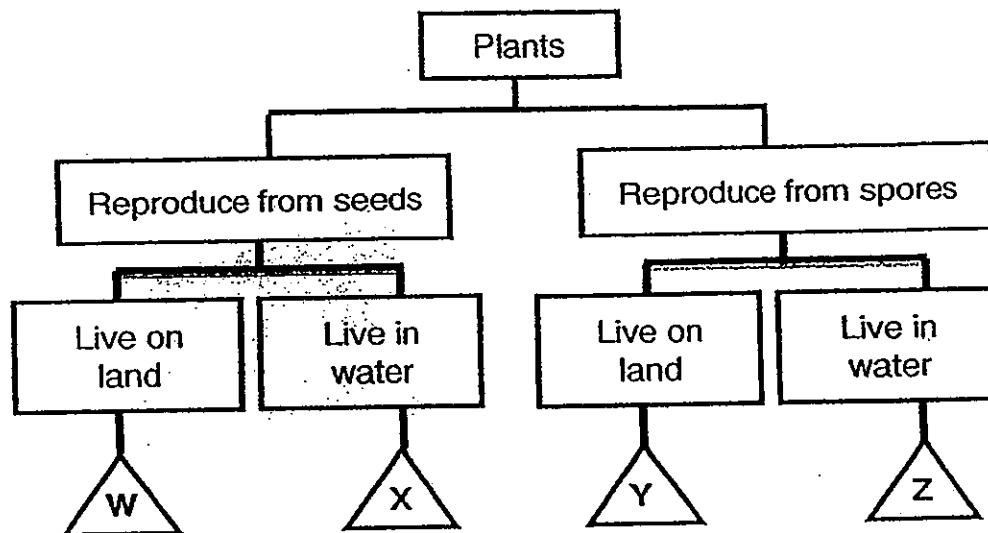 Plants
Reproduce from seeds
Reproduce from spores
Live on
land
Live in
water
Live on
land
Live in
water
W
X
Y
Z